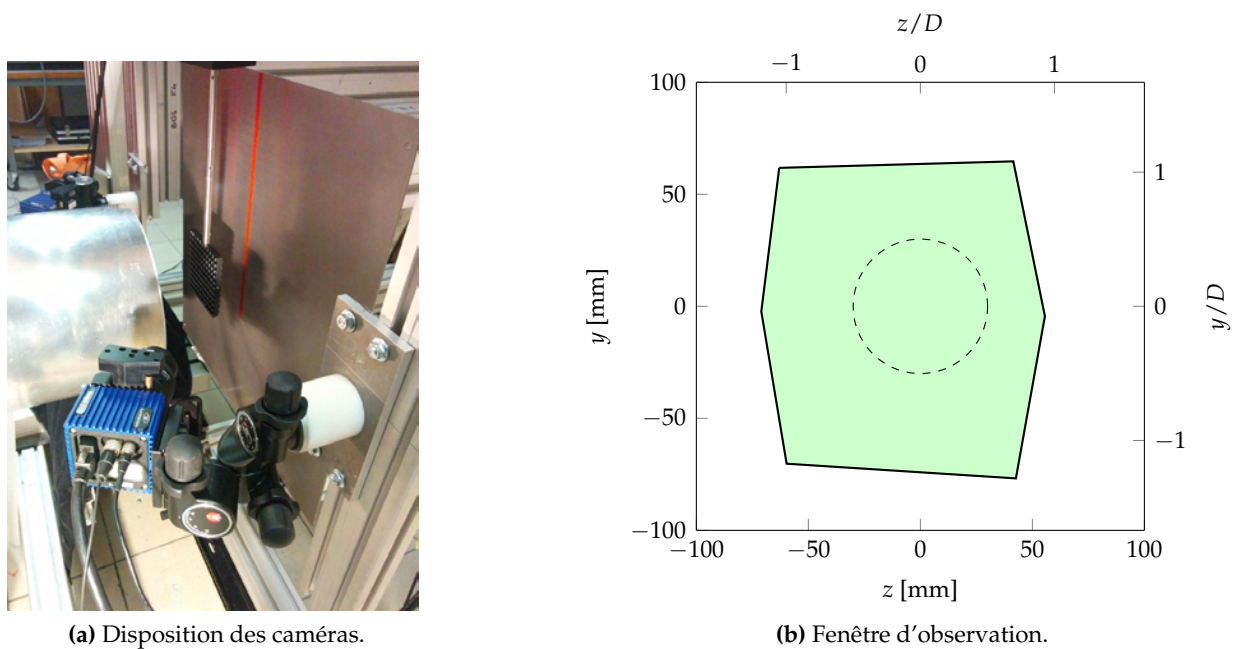 z/D
−1 0 1
100
50
0
−50
−100
y [mm]
1
0
−1
y/D
−100 −50 0 50 100
z [mm]
(a) Disposition des caméras.
(b) Fenêtre d'observation.